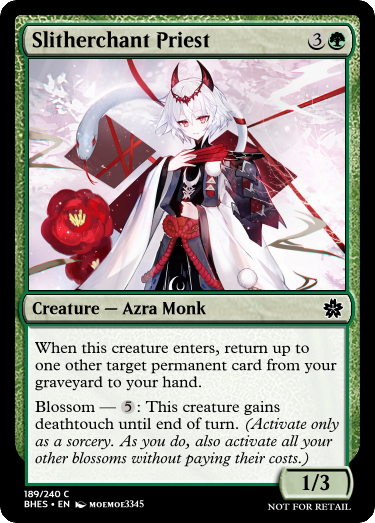 Slitherchant Priest 3
Creature — Azra Monk
When this creature enters, return up to
one other target permanent card from your
graveyard to your hand.
Blossom — 5: This creature gains
deathtouch until end of turn. (Activate only
as a sorcery. As you do, also activate all your
other blossoms without paying their costs.)
1/3
189/240 C
BHES • EN MOEMOE3345
NOT FOR RETAIL